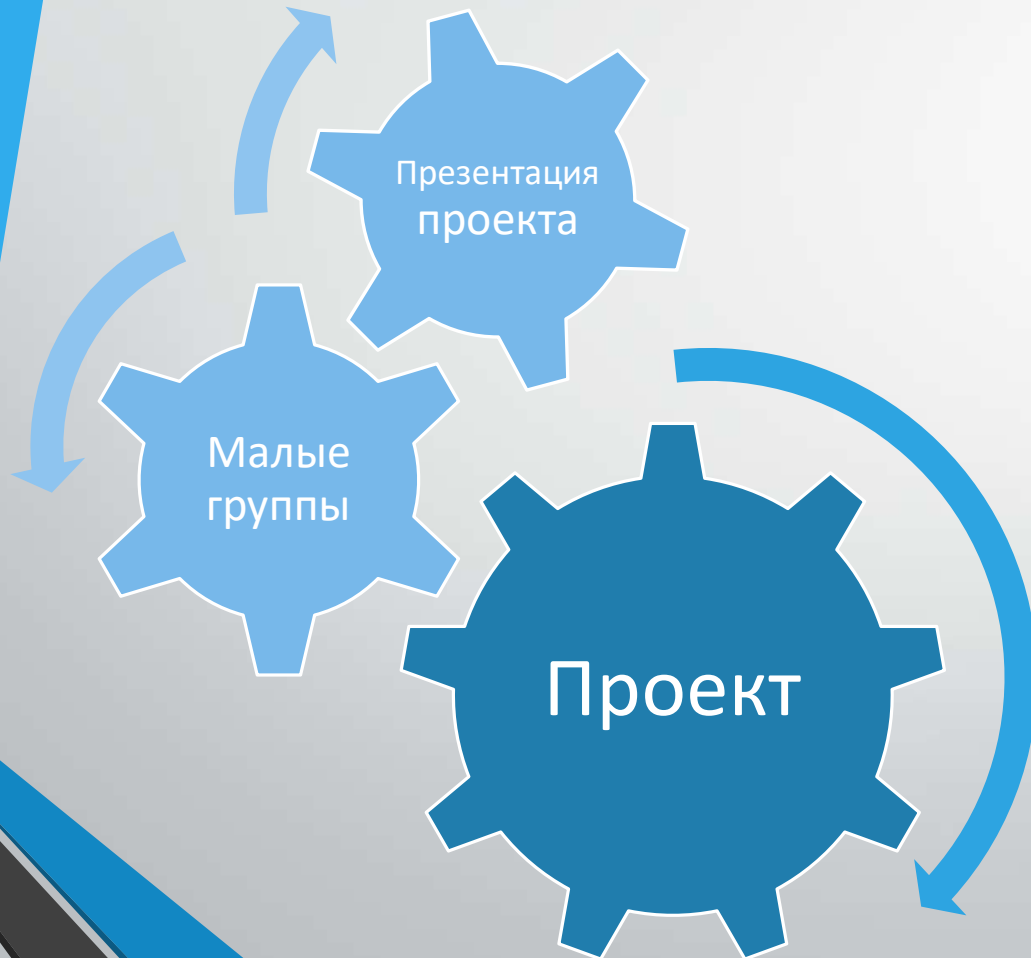 Презентация
проекта
Малые
группы
Проект